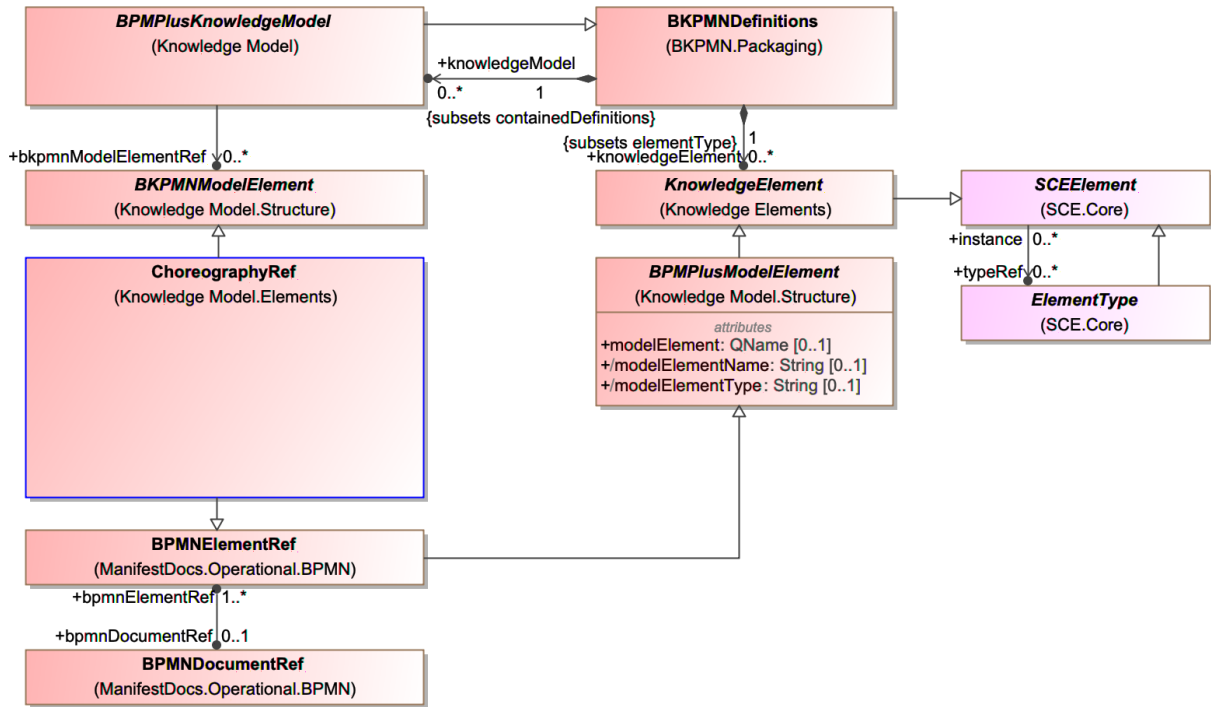 BPMPlusKnowledgeModel
(Knowledge Model)
BKPMNDefinitions
(BKPMN.Packaging)
+knowledgeModel
0..*
1
{subsets containedDefinitions}
{subsets elementType}
1
+knowledgeElement
0..*
+bkpmnModelElementRef
0..*
BKPMNModelElement
(Knowledge Model.Structure)
KnowledgeElement
(Knowledge Elements)
SCEElement
(SCE.Core)
+instance
0..*
+typeRef
0..*
ElementType
(SCE.Core)
ChoreographyRef
(Knowledge Model.Elements)
BPMPlusModelElement
(Knowledge Model.Structure)
attributes
+modelElement: QName [0..1]
+/modelElementName: String [0..1]
+/modelElementType: String [0..1]
BPMNElementRef
(ManifestDocs.Operational.BPMN)
+bpmnElementRef
1..*
+bpmnDocumentRef
0..1
BPMNDocumentRef
(ManifestDocs.Operational.BPMN)